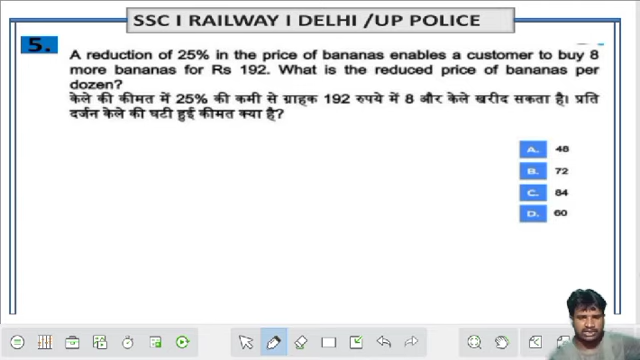 SSC I RAILWAY I DELHI /UP POLICE
5.
A reduction of 25% in the price of bananas enables a customer to buy 8
more bananas for Rs 192. What is the reduced price of bananas per
dozen?
केले की कीमत में 25% की कमी से ग्राहक 192 रुपये में 8 और केले खरीद सकता है। प्रति
दर्जन केले की घटी हुई कीमत क्या है?
A. 48
B. 72
C. 84
D. 60